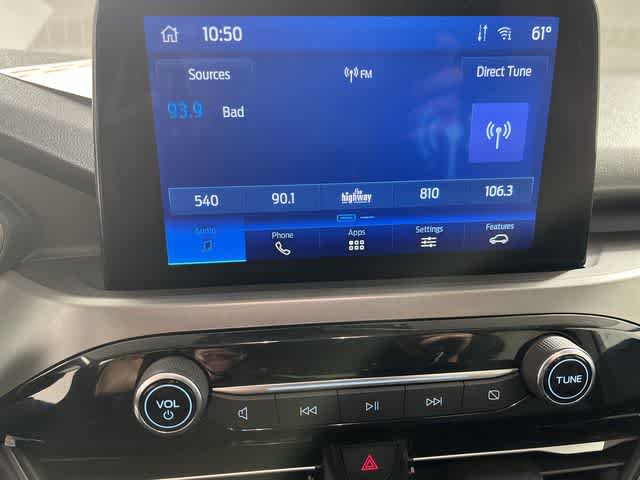 10:50 61°
Sources FM Direct Tune
93.9 Bad
540 90.1 the highway 810 106.3
Audio Phone Apps Settings Features
VOL TUNE